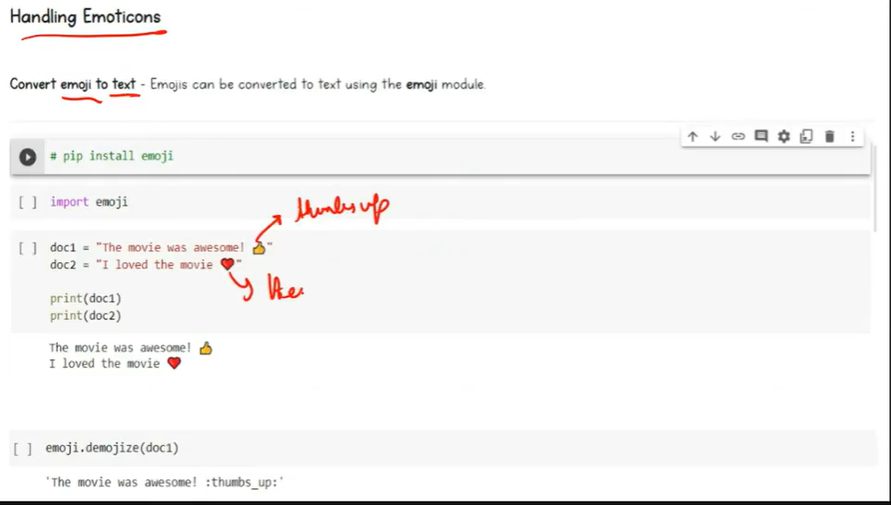 Handling Emoticons
Convert emoji to text - Emojis can be converted to text using the emoji module.
# pip install emoji
[ ] import emoji
thumbs up
[ ] doc1 = "The movie was awesome! 👍"
doc2 = "I loved the movie ❤️"
Hea
print(doc1)
print(doc2)
The movie was awesome! 👍
I loved the movie ❤️
[ ] emoji.demojize(doc1)
'The movie was awesome! :thumbs_up:'